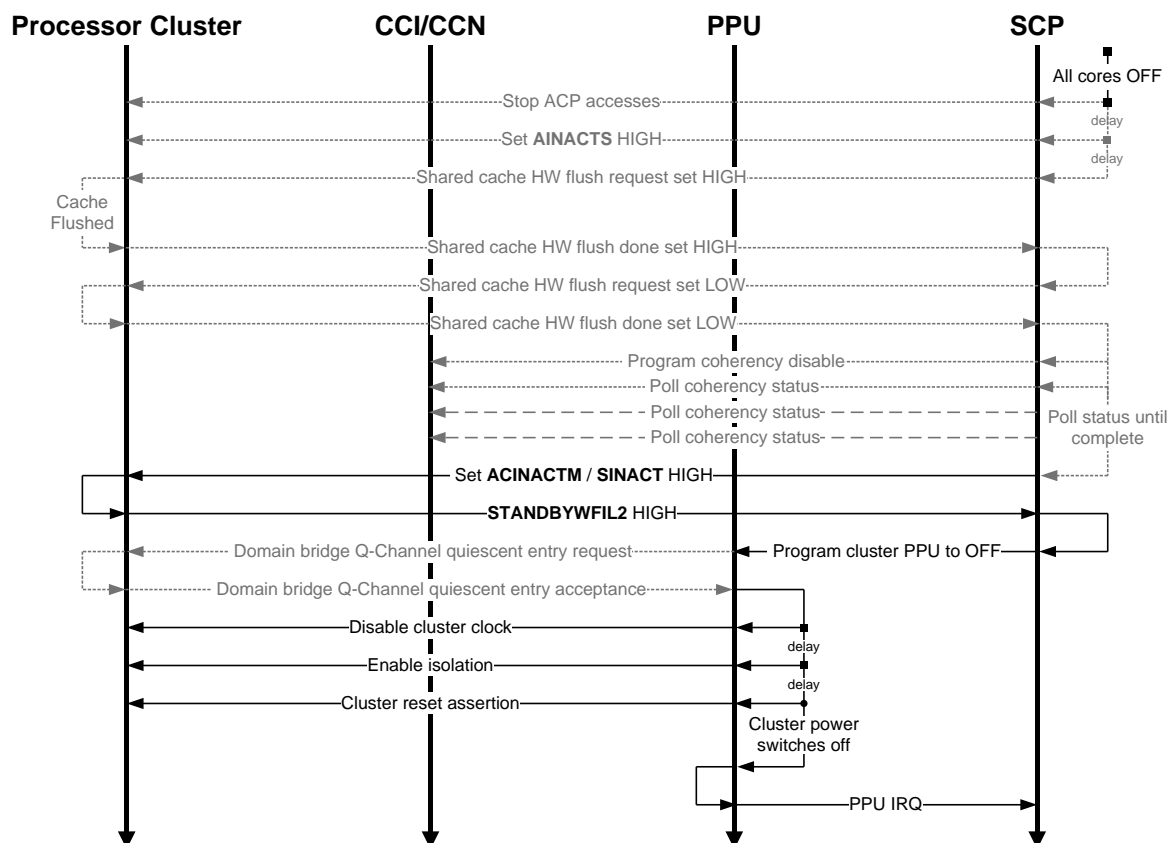 Processor Cluster CCI/CCN PPU SCP
All cores OFF
Stop ACP accesses
delay
Set AINACTS HIGH
delay
Shared cache HW flush request set HIGH
Cache
Flushed
Shared cache HW flush done set HIGH
Shared cache HW flush request set LOW
Shared cache HW flush done set LOW
Program coherency disable
Poll coherency status
Poll coherency status
Poll coherency status
Poll status until
complete
Set ACINACTM / SINACT HIGH
STANDBYWFIL2 HIGH
Domain bridge Q-Channel quiescent entry request
Program cluster PPU to OFF
Domain bridge Q-Channel quiescent entry acceptance
Disable cluster clock
delay
Enable isolation
delay
Cluster reset assertion
Cluster power
switches off
PPU IRQ